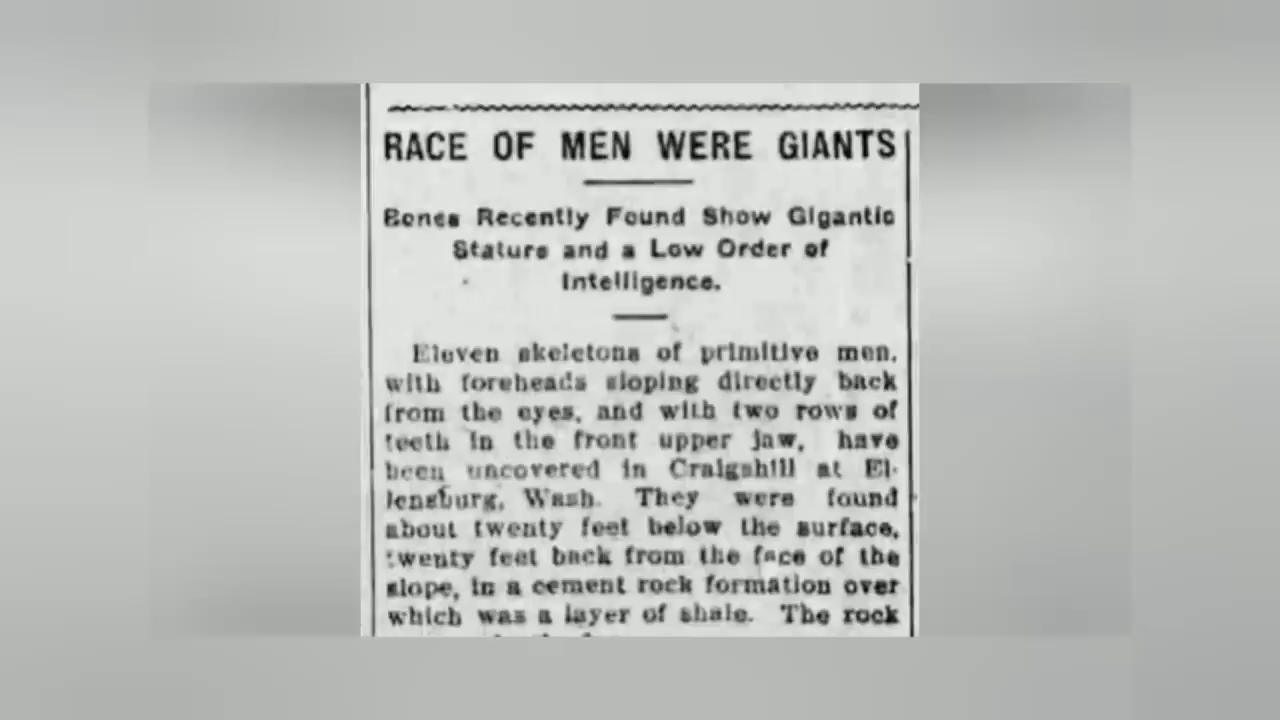 RACE OF MEN WERE GIANTS
Bones Recently Found Show Gigantic
Stature and a Low Order of
Intelligence.
Eleven skeletons of primitive men,
with foreheads sloping directly back
from the eyes, and with two rows of
teeth in the front upper jaw, have
been uncovered in Craigshill at El-
lensburg, Wash. They were found
about twenty feet below the surface,
twenty feet back from the face of the
slope, in a cement rock formation over
which was a layer of shale. The rock